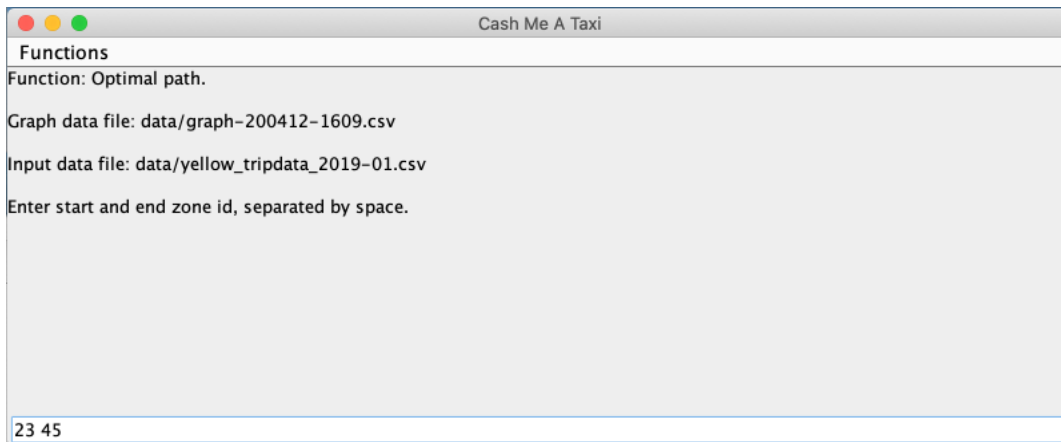 Cash Me A Taxi
Functions
Function: Optimal path.
Graph data file: data/graph-200412-1609.csv
Input data file: data/yellow_tripdata_2019-01.csv
Enter start and end zone id, separated by space.
23 45